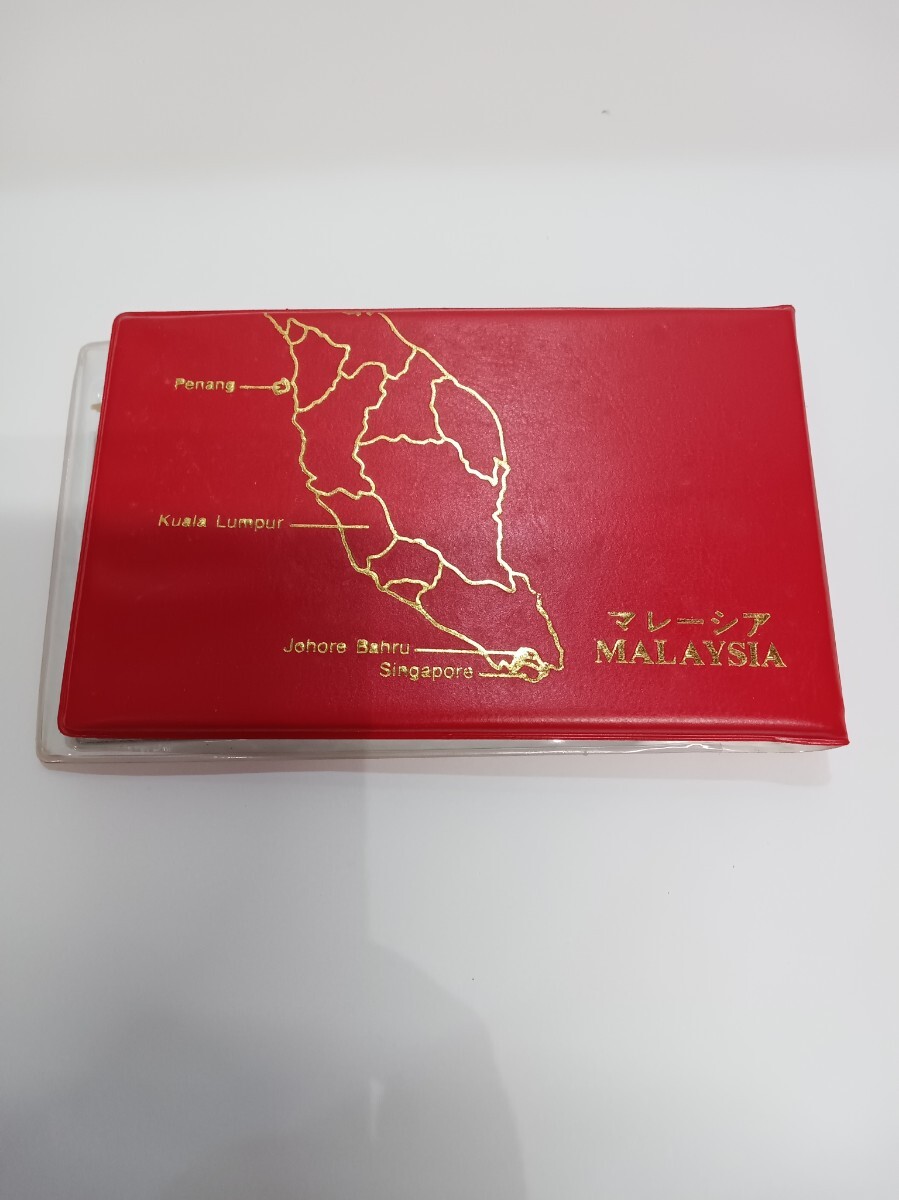 Penang
Kuala Lumpur
Johore Bahru
Singapore
マレーシア
MALAYSIA